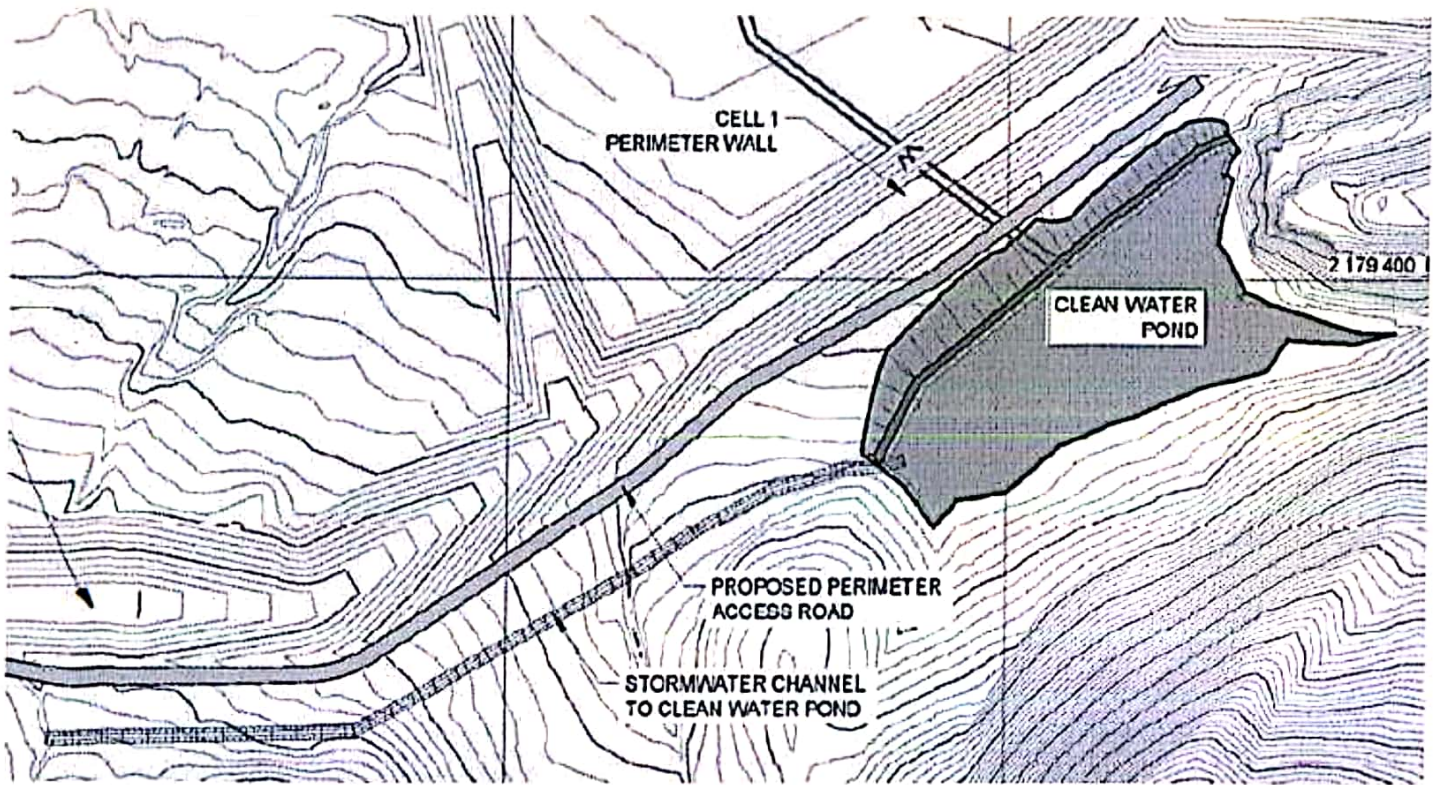 CELL 1
PERIMETER WALL
2 179 400
CLEAN WATER
POND
PROPOSED PERIMETER
ACCESS ROAD
STORMWATER CHANNEL
TO CLEAN WATER POND